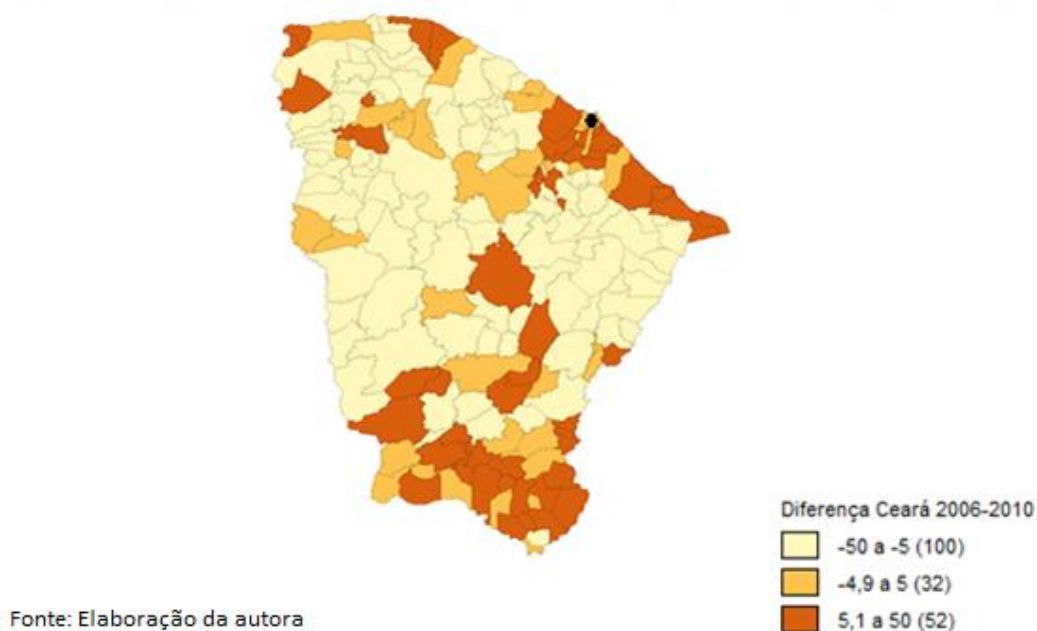 Diferença Ceará 2006-2010
-50 a -5 (100)
-4,9 a 5 (32)
5,1 a 50 (52)
Fonte: Elaboração da autora